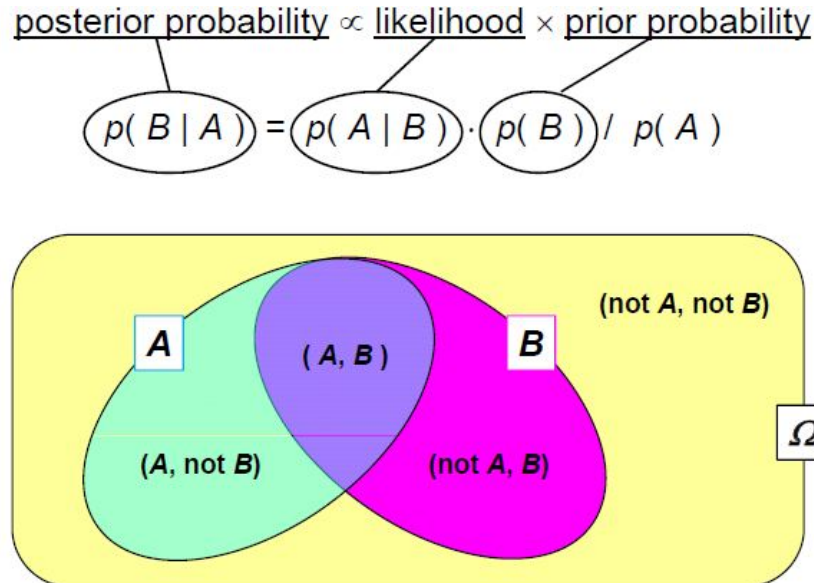 posterior probability ∝ likelihood × prior probability
p( B | A ) = p( A | B ) · p( B ) / p( A )
(not A, not B)
A
( A, B )
B
Ω
(A, not B)
(not A, B)